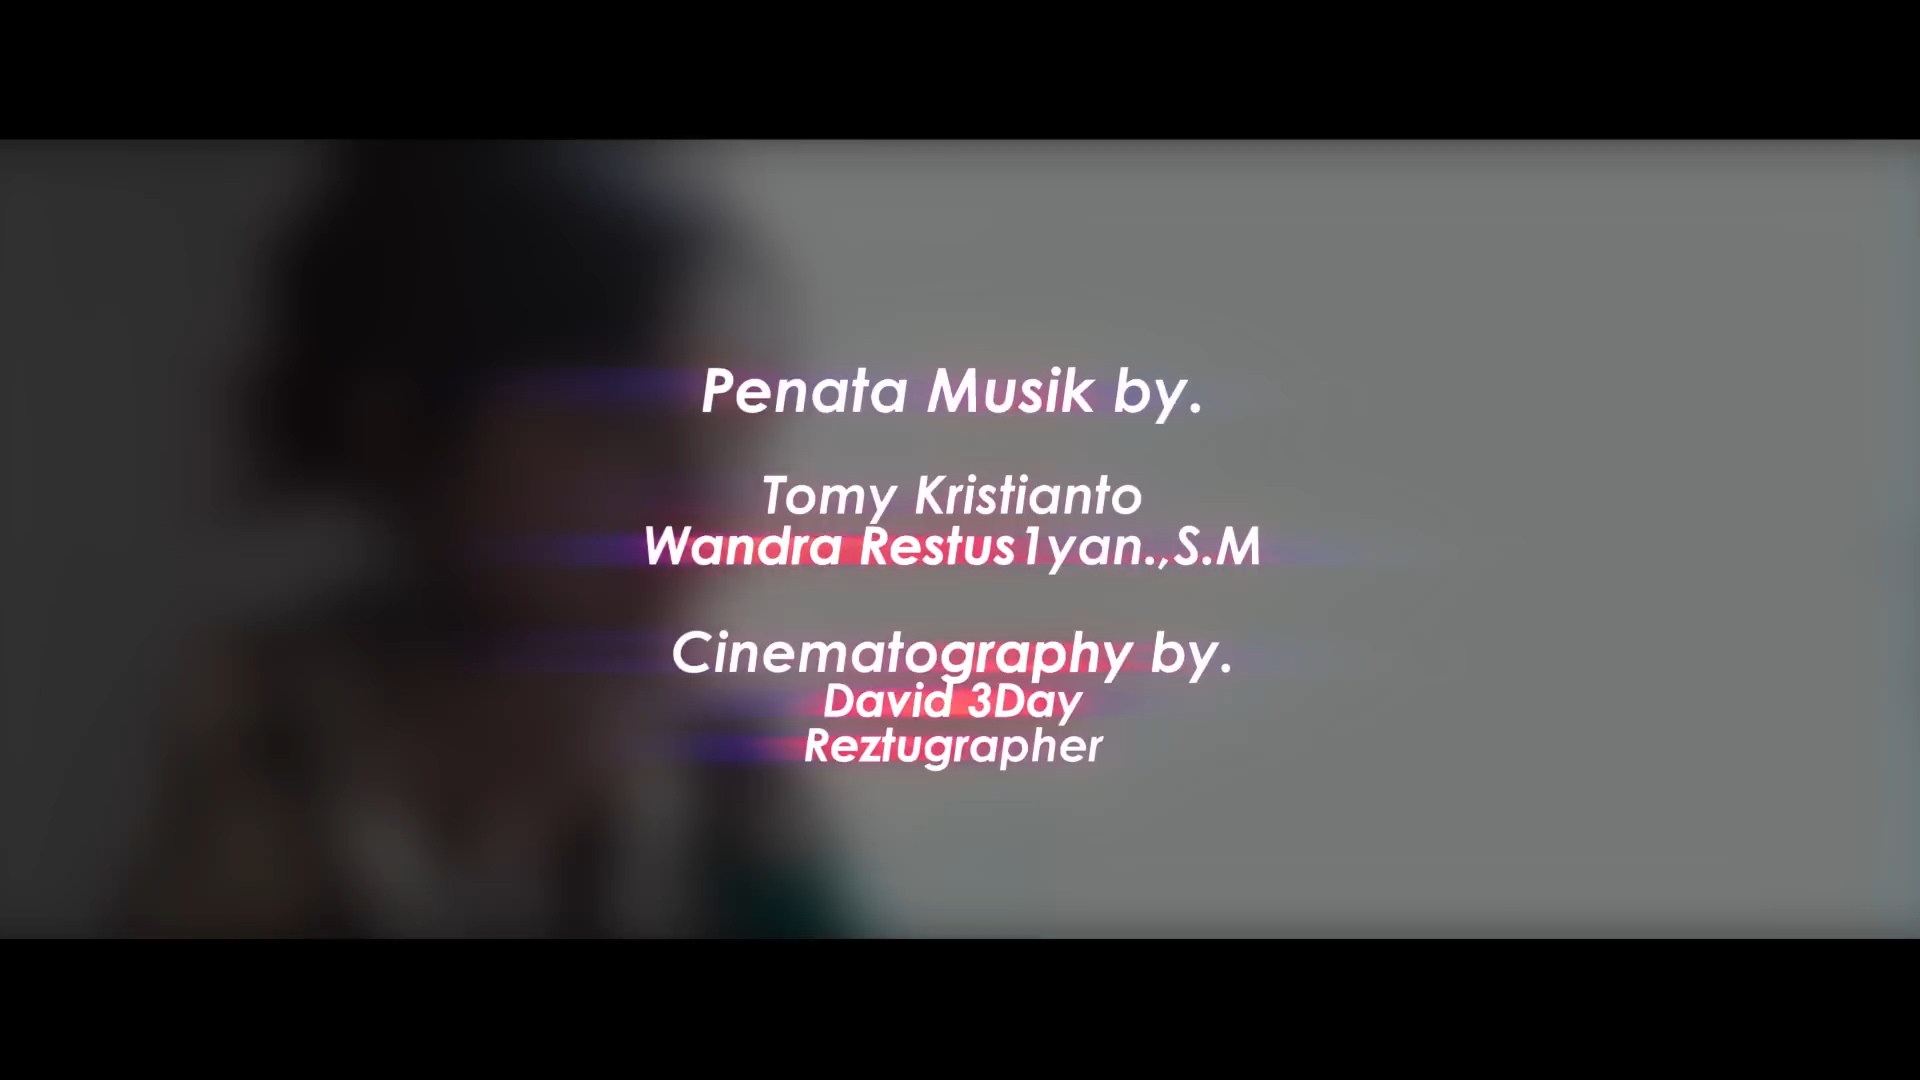 Penata Musik by.
Tomy Kristianto
Wandra Restus1yan.,S.M
Cinematography by.
David 3Day
Reztugrapher